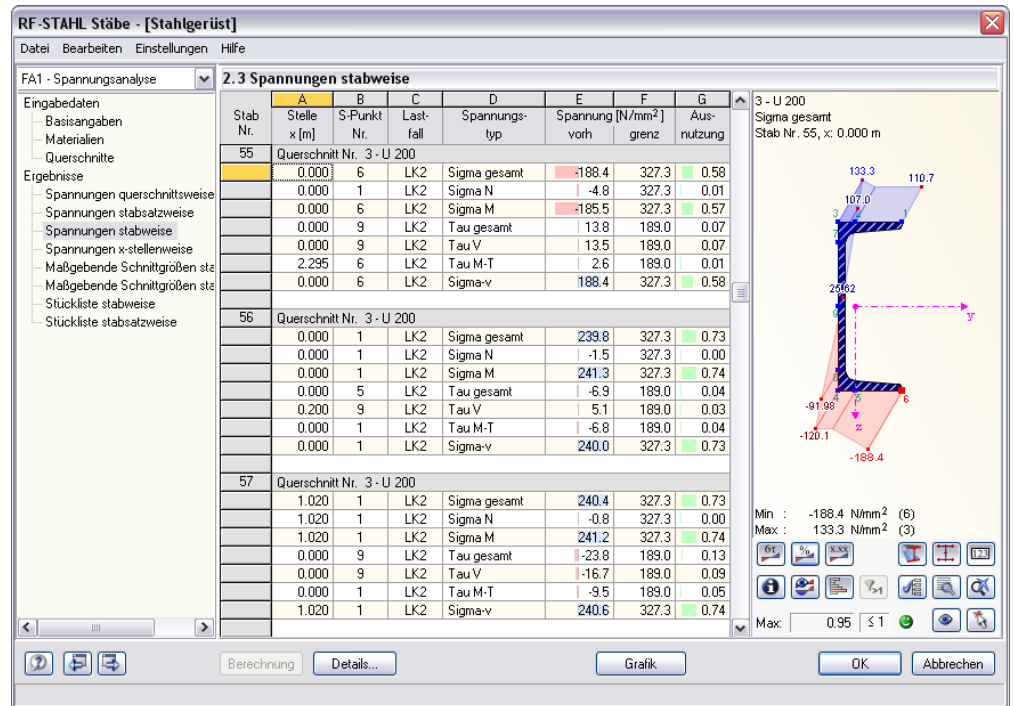 RF-STAHL Stäbe - [Stahlgerüst]
Datei Bearbeiten Einstellungen Hilfe
FA1 - Spannungsanalyse
Eingabedaten
Basisangaben
Materialien
Querschnitte
Ergebnisse
Spannungen querschnittsweise
Spannungen stabsatzweise
Spannungen stabweise
Spannungen x-stellenweise
Maßgebende Schnittgrößen sta
Maßgebende Schnittgrößen sta
Stückliste stabweise
Stückliste stabsatzweise
2.3 Spannungen stabweise
A B C D E F G
Stab Stelle S-Punkt Last- Spannungs- Spannung [N/mm²] Aus-
Nr. x [m] Nr. fall typ vorh grenz nutzung
55 Querschnitt Nr. 3 - U 200
0.000 6 LK2 Sigma gesamt -188.4 327.3 0.58
0.000 1 LK2 Sigma N -4.8 327.3 0.01
0.000 6 LK2 Sigma M -185.5 327.3 0.57
0.000 9 LK2 Tau gesamt 13.8 189.0 0.07
0.000 9 LK2 Tau V 13.5 189.0 0.07
2.295 6 LK2 Tau M-T 2.6 189.0 0.01
0.000 6 LK2 Sigma-v 188.4 327.3 0.58
56 Querschnitt Nr. 3 - U 200
0.000 1 LK2 Sigma gesamt 239.8 327.3 0.73
0.000 1 LK2 Sigma N -1.5 327.3 0.00
0.000 1 LK2 Sigma M 241.3 327.3 0.74
0.000 5 LK2 Tau gesamt -6.9 189.0 0.04
0.200 9 LK2 Tau V 5.1 189.0 0.03
0.000 1 LK2 Tau M-T -6.8 189.0 0.04
0.000 1 LK2 Sigma-v 240.0 327.3 0.73
57 Querschnitt Nr. 3 - U 200
1.020 1 LK2 Sigma gesamt 240.4 327.3 0.73
1.020 1 LK2 Sigma N -0.8 327.3 0.00
1.020 1 LK2 Sigma M 241.2 327.3 0.74
0.000 9 LK2 Tau gesamt -23.8 189.0 0.13
0.000 9 LK2 Tau V -16.7 189.0 0.09
0.000 1 LK2 Tau M-T -9.5 189.0 0.05
1.020 1 LK2 Sigma-v 240.6 327.3 0.74
3 - U 200
Sigma gesamt
Stab Nr. 55, x: 0.000 m
133.3 110.7
107.0
3 1
7
25.62
9 y
8
4 5 6
-91.98
z
-120.1
-188.4
Min : -188.4 N/mm² (6)
Max : 133.3 N/mm² (3)
στ % x.xx 123
>1
Max: 0.95 ≤ 1
Berechnung Details... Grafik OK Abbrechen